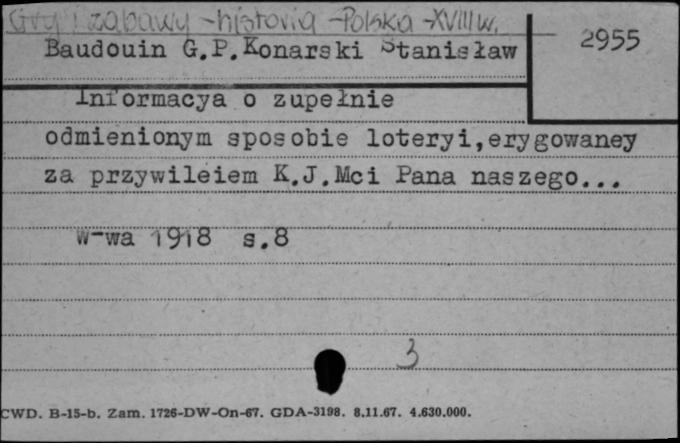 Gry i zabawy - historia - Polska - XVIII w.
Baudouin G.P.Konarski Stanisław
2955
Informacya o zupełnie
odmienionym sposobie loteryi,erygowaney
za przywileiem K.J.Mci Pana naszego...
W-wa 1918 s.8
3
CWD. B-15-b. Zam. 1726-DW-On-67. GDA-3198. 8.11.67. 4.630.000.